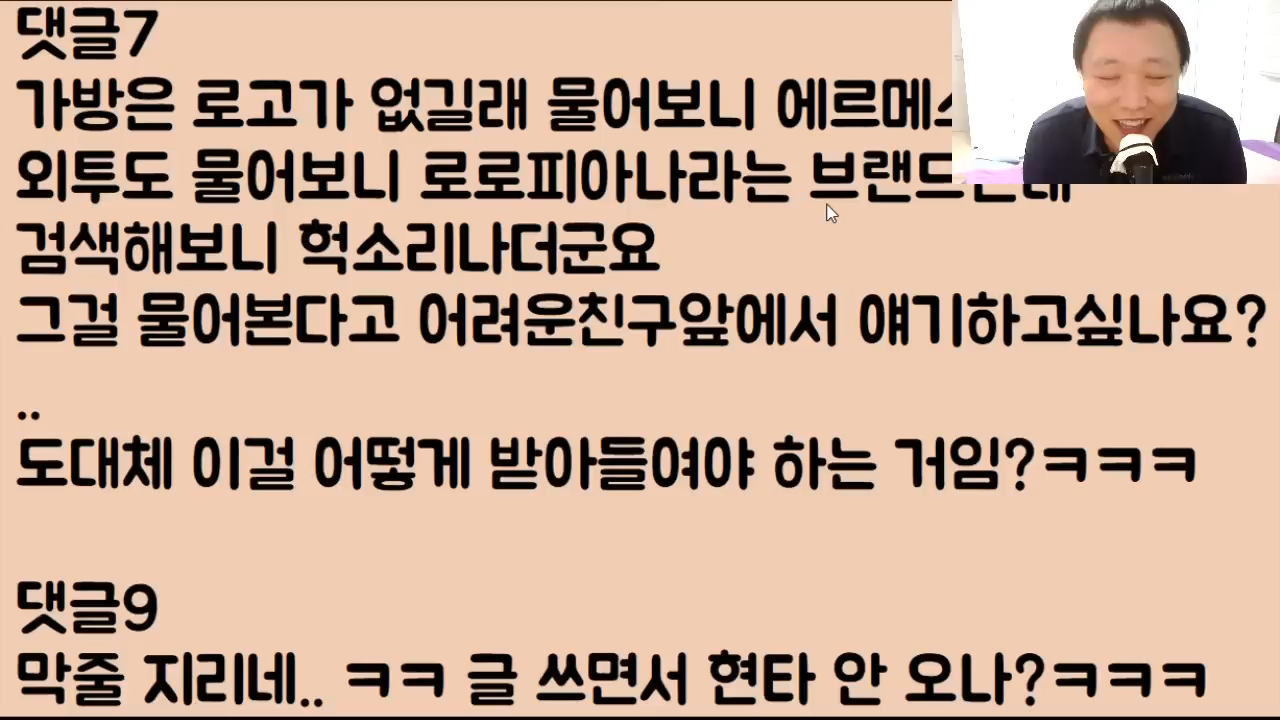 댓글7
가방은 로고가 없길래 물어보니 에르메스
외투도 물어보니 로로피아나라는 브랜드는데
검색해보니 헉소리나더군요
그걸 물어본다고 어려운친구앞에서 얘기하고싶나요?
..
도대체 이걸 어떻게 받아들여야 하는 거임?ㅋㅋㅋ
댓글9
막줄 지리네.. ㅋㅋ 글 쓰면서 현타 안 오나?ㅋㅋㅋ